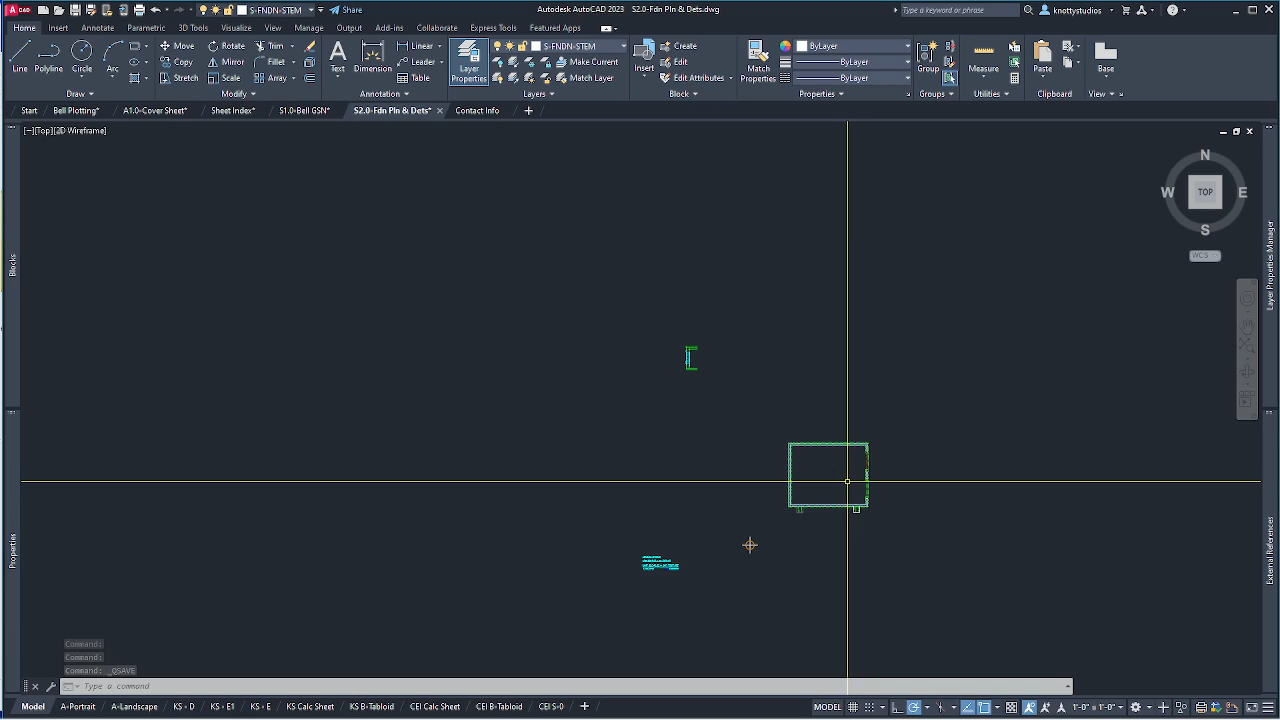 A CAD S-FNDN-STEM Share Autodesk AutoCAD 2023 S2.0-Fdn Pln & Dets.dwg Type a keyword or phrase knottystudios
Home Insert Annotate Parametric 3D Tools Visualize View Manage Output Add-ins Collaborate Express Tools Featured Apps
Line Polyline Circle Arc
Move Rotate Trim
Copy Mirror
Stretch Scale Array
Text Dimension
Linear
Leader
Table
Layer Properties
S-FNDN-STEM
Make Current
Match Layer
Insert
Create
Edit
Edit Attributes
Match Properties
ByLayer
ByLayer
ByLayer
Group
Measure
Paste
Base
Draw Modify Annotation Layers Block Properties Groups Utilities Clipboard View
Start Bell Plotting* A1.0-Cover Sheet* Sheet Index* S1.0-Bell GSN* S2.0-Fdn Pln & Dets* Contact Info
[−][Top][2D Wireframe]
N
W TOP E
S
WCS
Blocks
Properties
Layer Properties Manager
External References
Command:
Command:
Command: _QSAVE
Type a command
Model A-Portrait A-Landscape KS - D KS - E1 KS - E KS Calc Sheet KS B-Tabloid CEI Calc Sheet CEI B-Tabloid CEI S-0 MODEL 1'-0" = 1'-0"